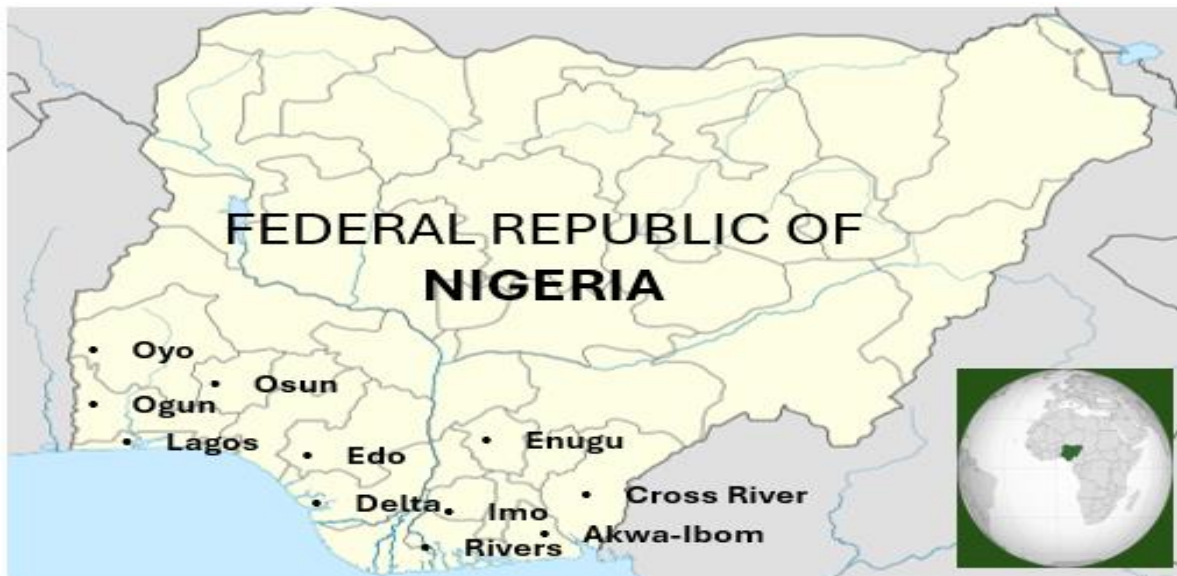 FEDERAL REPUBLIC OF
NIGERIA
Oyo
Osun
Ogun
Lagos
Edo
Enugu
Delta
Imo
Cross River
Akwa-Ibom
Rivers